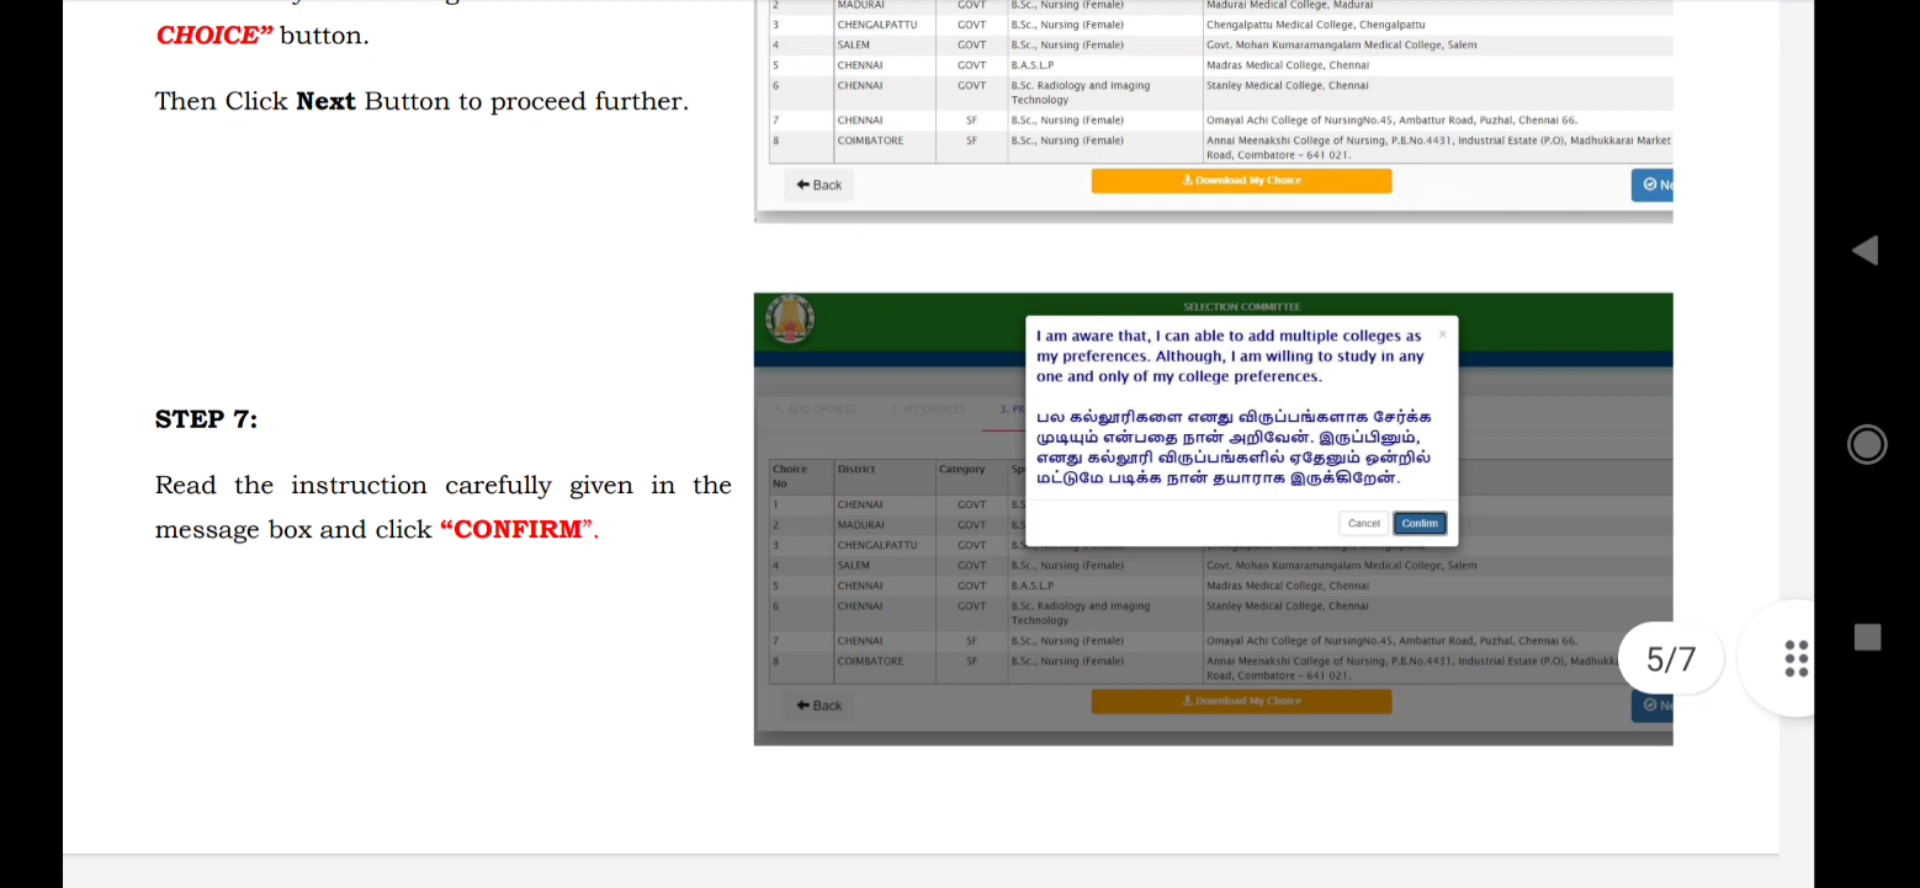 CHOICE” button.
Then Click Next Button to proceed further.
2 MADURAI GOVT B.Sc., Nursing (Female) Madurai Medical College, Madurai
3 CHENGALPATTU GOVT B.Sc., Nursing (Female) Chengalpattu Medical College, Chengalpattu
4 SALEM GOVT B.Sc., Nursing (Female) Govt. Mohan Kumaramangalam Medical College, Salem
5 CHENNAI GOVT B.A.S.L.P Madras Medical College, Chennai
6 CHENNAI GOVT B.Sc. Radiology and Imaging Stanley Medical College, Chennai
Technology
7 CHENNAI SF B.Sc., Nursing (Female) Omayal Achi College of NursingNo.45, Ambattur Road, Puzhal, Chennai 66.
8 COIMBATORE SF B.Sc., Nursing (Female) Annai Meenakshi College of Nursing, P.B.No.4431, Industrial Estate (P.O), Madhukkarai Market
Road, Coimbatore - 641 021.
Back Download My Choice Ne
STEP 7:
Read the instruction carefully given in the
message box and click “CONFIRM”.
SELECTION COMMITTEE
I am aware that, I can able to add multiple colleges as ×
my preferences. Although, I am willing to study in any
one and only of my college preferences.
பல கல்லூரிகளை எனது விருப்பங்களாக சேர்க்க
முடியும் என்பதை நான் அறிவேன். இருப்பினும்,
எனது கல்லூரி விருப்பங்களில் ஏதேனும் ஒன்றில்
மட்டுமே படிக்க நான் தயாராக இருக்கிறேன்.
Cancel Confirm
1. ADD CHOICES 2. MY CHOICES 3. PR
Choice District Category Sp
No
1 CHENNAI GOVT B.S
2 MADURAI GOVT B.S
3 CHENGALPATTU GOVT B.S
4 SALEM GOVT B.Sc., Nursing (Female) Govt. Mohan Kumaramangalam Medical College, Salem
5 CHENNAI GOVT B.A.S.L.P Madras Medical College, Chennai
6 CHENNAI GOVT B.Sc. Radiology and Imaging Stanley Medical College, Chennai
Technology
7 CHENNAI SF B.Sc., Nursing (Female) Omayal Achi College of NursingNo.45, Ambattur Road, Puzhal, Chennai 66.
8 COIMBATORE SF B.Sc., Nursing (Female) Annai Meenakshi College of Nursing, P.B.No.4431, Industrial Estate (P.O), Madhukk
Road, Coimbatore - 641 021.
Back Download My Choice Ne
5/7